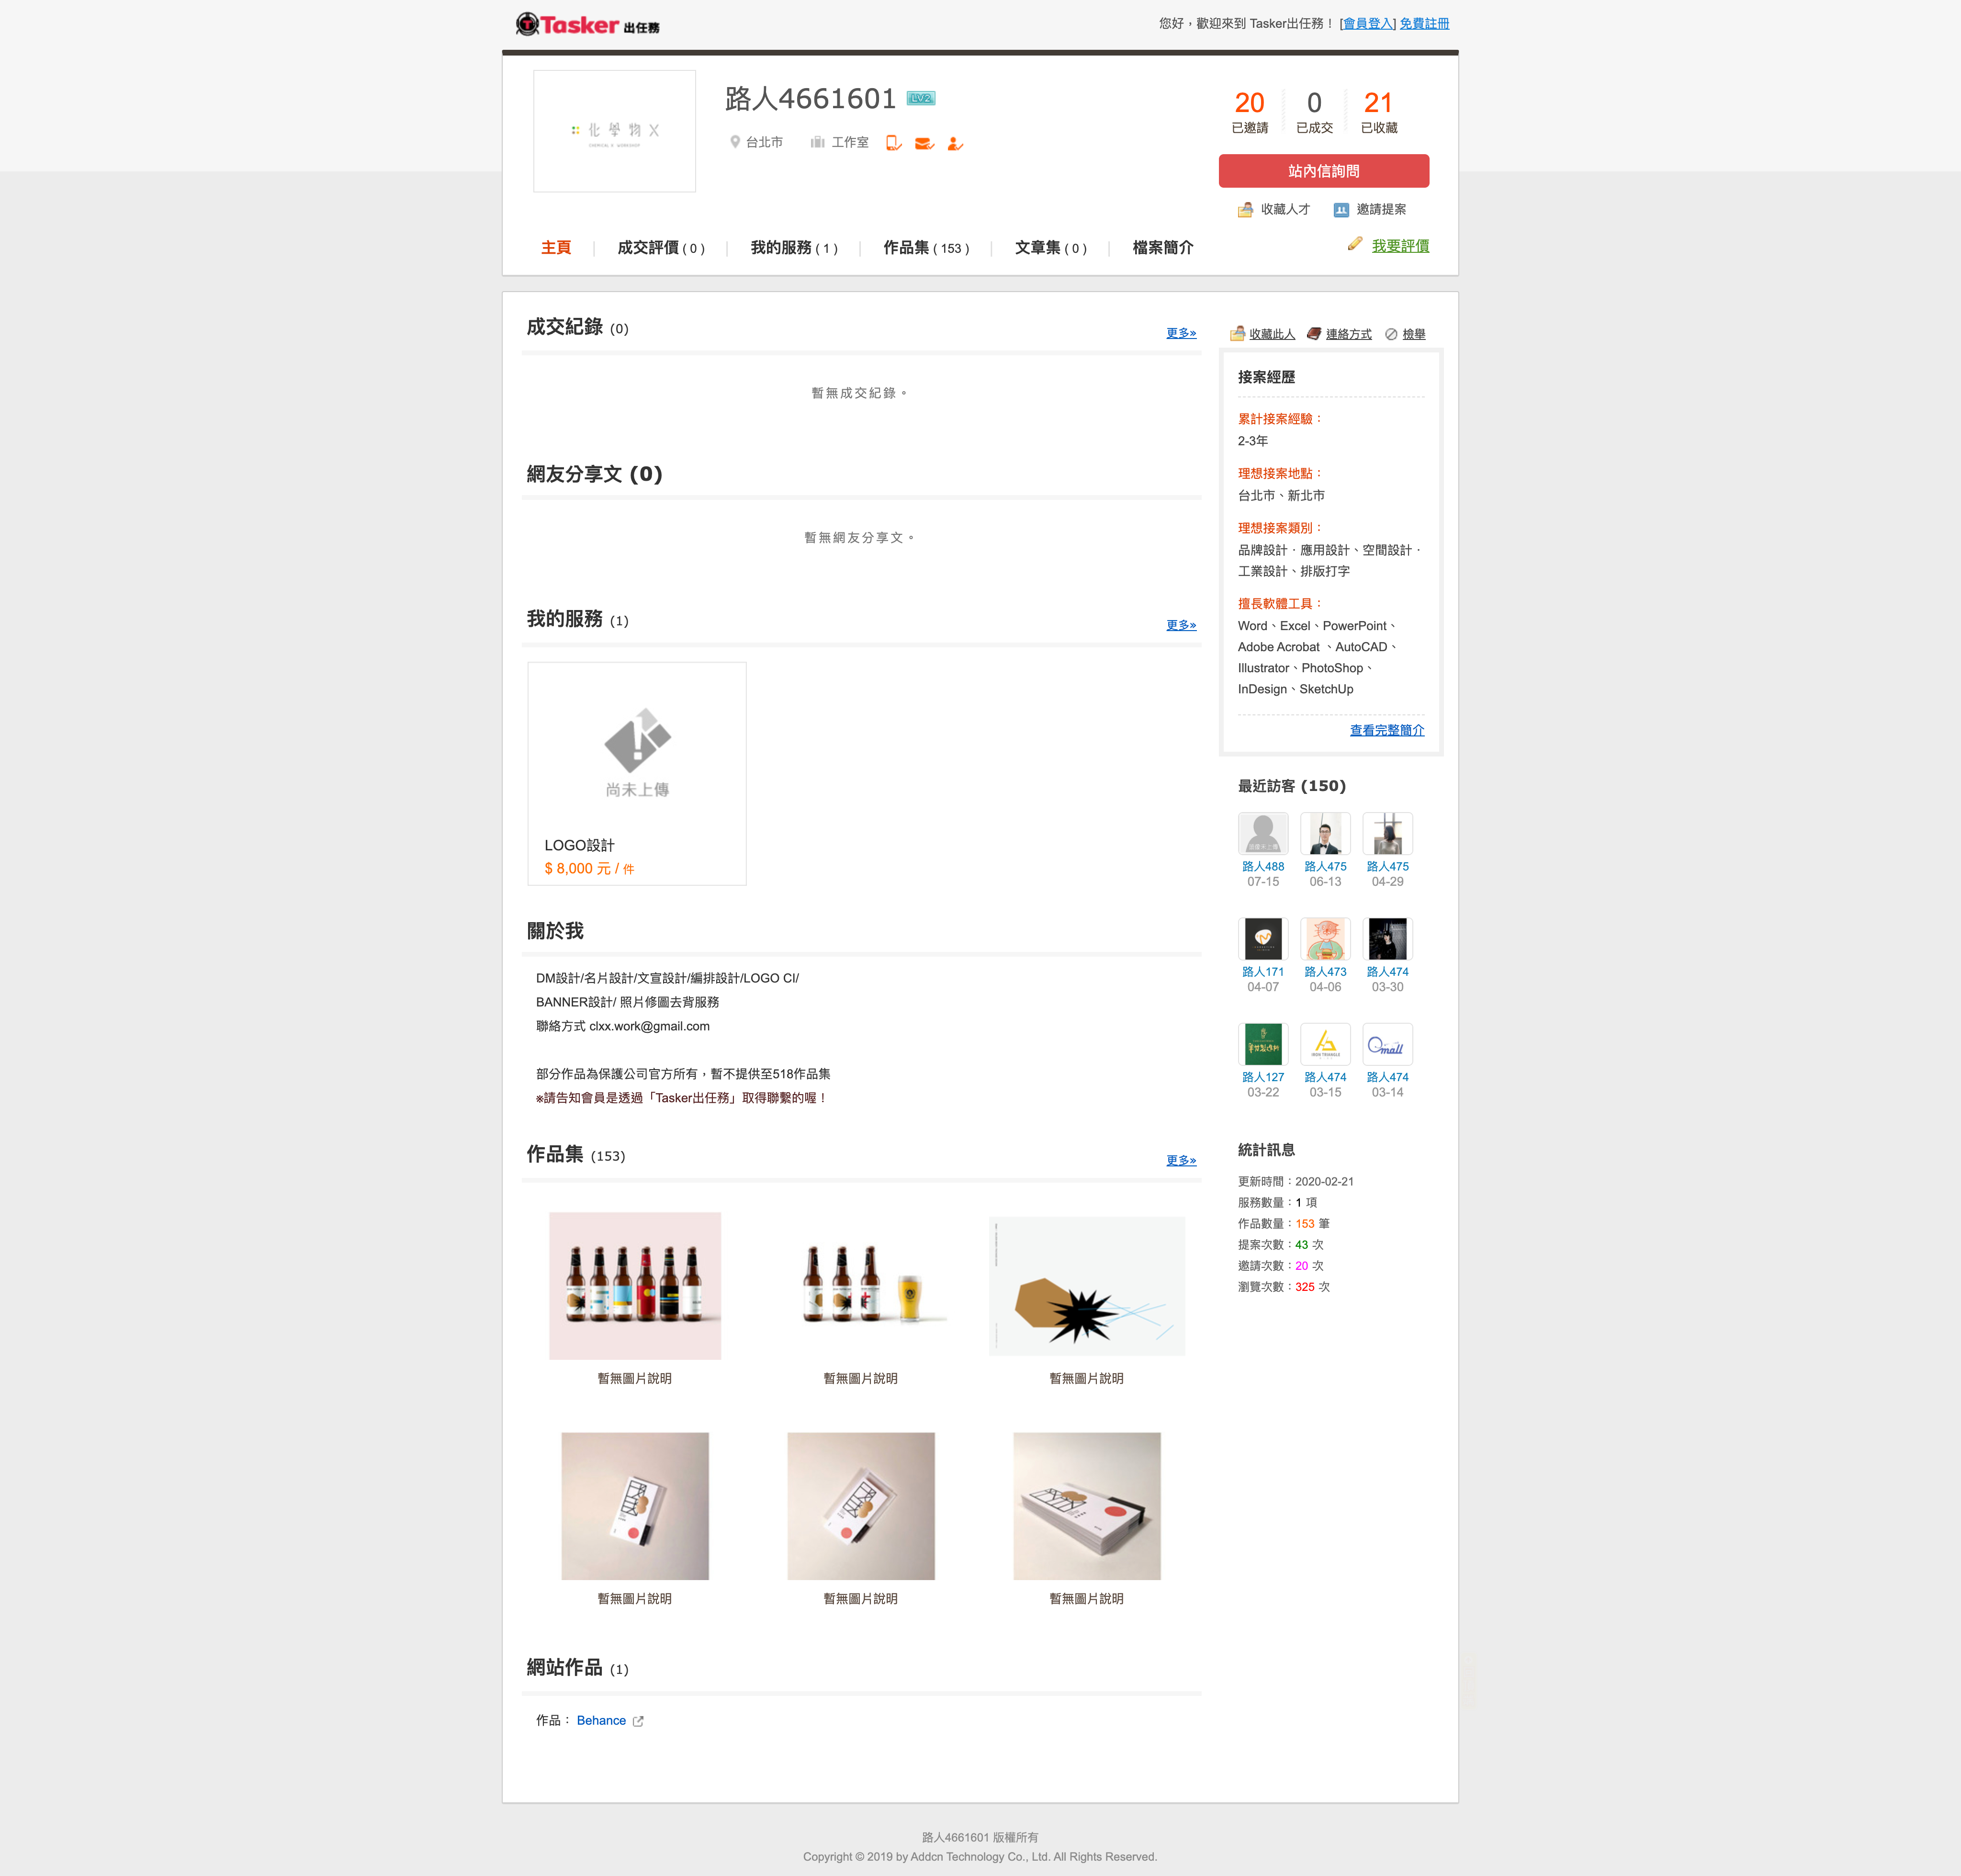 Tasker 出任務
您好，歡迎來到 Tasker出任務！ [會員登入] 免費註冊
化學物X
CHEMICAL X WORKSHOP
路人4661601 LV2
台北市 工作室
20 0 21
已邀請 已成交 已收藏
站內信詢問
收藏人才 邀請提案
主頁 成交評價 ( 0 ) 我的服務 ( 1 ) 作品集 ( 153 ) 文章集 ( 0 ) 檔案簡介
我要評價
成交紀錄 (0) 更多»
暫無成交紀錄。
網友分享文 (0)
暫無網友分享文。
我的服務 (1) 更多»
尚未上傳
LOGO設計
$ 8,000 元 / 件
關於我
DM設計/名片設計/文宣設計/編排設計/LOGO CI/
BANNER設計/ 照片修圖去背服務
聯絡方式 clxx.work@gmail.com
部分作品為保護公司官方所有，暫不提供至518作品集
※請告知會員是透過「Tasker出任務」取得聯繫的喔！
作品集 (153) 更多»
暫無圖片說明 暫無圖片說明 暫無圖片說明
暫無圖片說明 暫無圖片說明 暫無圖片說明
網站作品 (1)
作品： Behance
收藏此人 連絡方式 檢舉
接案經歷
累計接案經驗：
2-3年
理想接案地點：
台北市、新北市
理想接案類別：
品牌設計．應用設計、空間設計．
工業設計、排版打字
擅長軟體工具：
Word、Excel、PowerPoint、
Adobe Acrobat 、AutoCAD、
Illustrator、PhotoShop、
InDesign、SketchUp
查看完整簡介
最近訪客 (150)
路人488 路人475 路人475
07-15 06-13 04-29
路人171 路人473 路人474
04-07 04-06 03-30
IRON TRIANGLE
Qmall
路人127 路人474 路人474
03-22 03-15 03-14
統計訊息
更新時間：2020-02-21
服務數量：1 項
作品數量：153 筆
提案次數：43 次
邀請次數：20 次
瀏覽次數：325 次
路人4661601 版權所有
Copyright © 2019 by Addcn Technology Co., Ltd. All Rights Reserved.